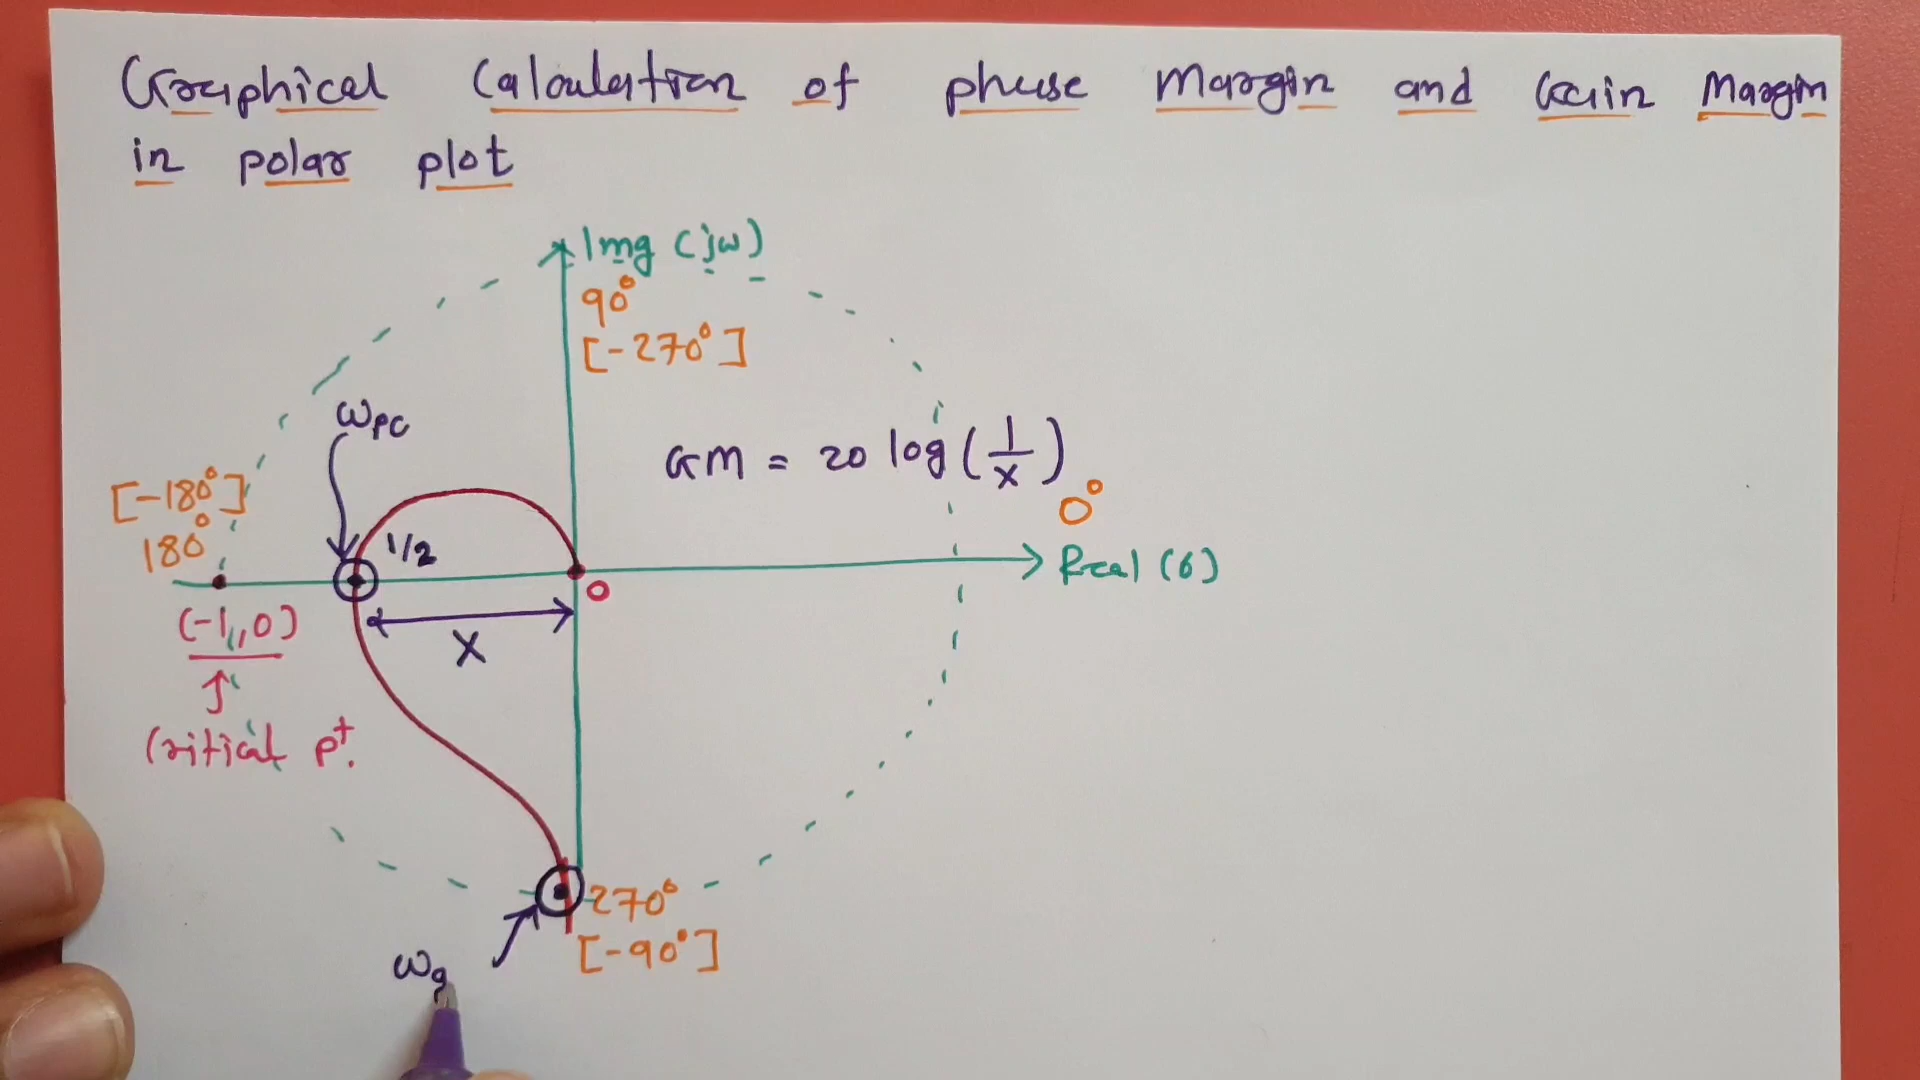 Graphical Calculation of phase Margin and Gain Margin
in polar plot
Img (jω)
90°
[-270°]
ωPC
GM = 20 log (1/x)
[-180°]
180°
1/2
0°
Real (6)
0
(-1, 0)
X
Critical pt.
270°
[-90°]
ωg